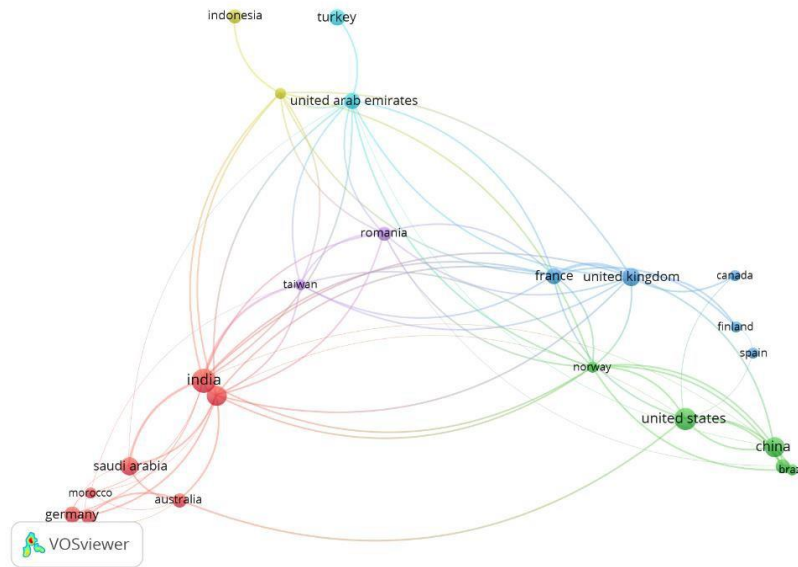 indonesia
turkey
united arab emirates
romania
taiwan
france
united kingdom
canada
finland
spain
norway
india
united states
china
braz
saudi arabia
morocco
australia
germany
VOSviewer